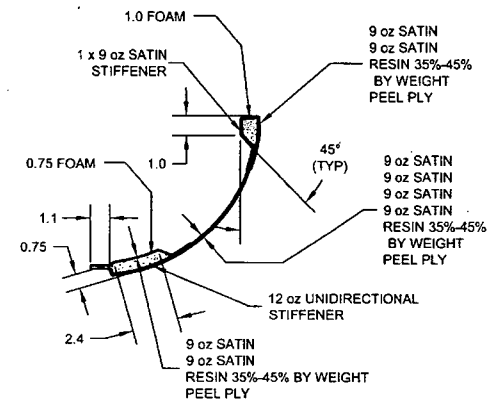 1.0 FOAM
1 x 9 oz SATIN
STIFFENER
9 oz SATIN
9 oz SATIN
RESIN 35%-45%
BY WEIGHT
PEEL PLY
45°
(TYP)
1.0
0.75 FOAM
9 oz SATIN
9 oz SATIN
9 oz SATIN
9 oz SATIN
RESIN 35%-45%
BY WEIGHT
PEEL PLY
1.1
0.75
12 oz UNIDIRECTIONAL
STIFFENER
2.4
9 oz SATIN
9 oz SATIN
RESIN 35%-45% BY WEIGHT
PEEL PLY